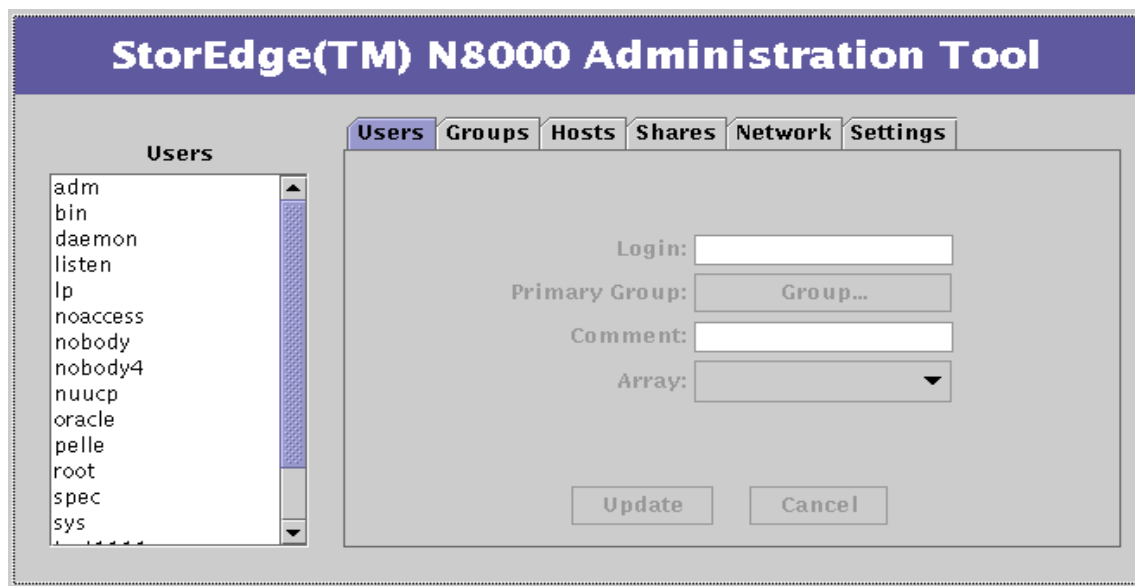 StorEdge(TM) N8000 Administration Tool
Users Groups Hosts Shares Network Settings
Users
adm
bin
daemon
listen
lp
noaccess
nobody
nobody4
nuucp
oracle
pelle
root
spec
sys
Login:
Primary Group: Group...
Comment:
Array:
Update Cancel